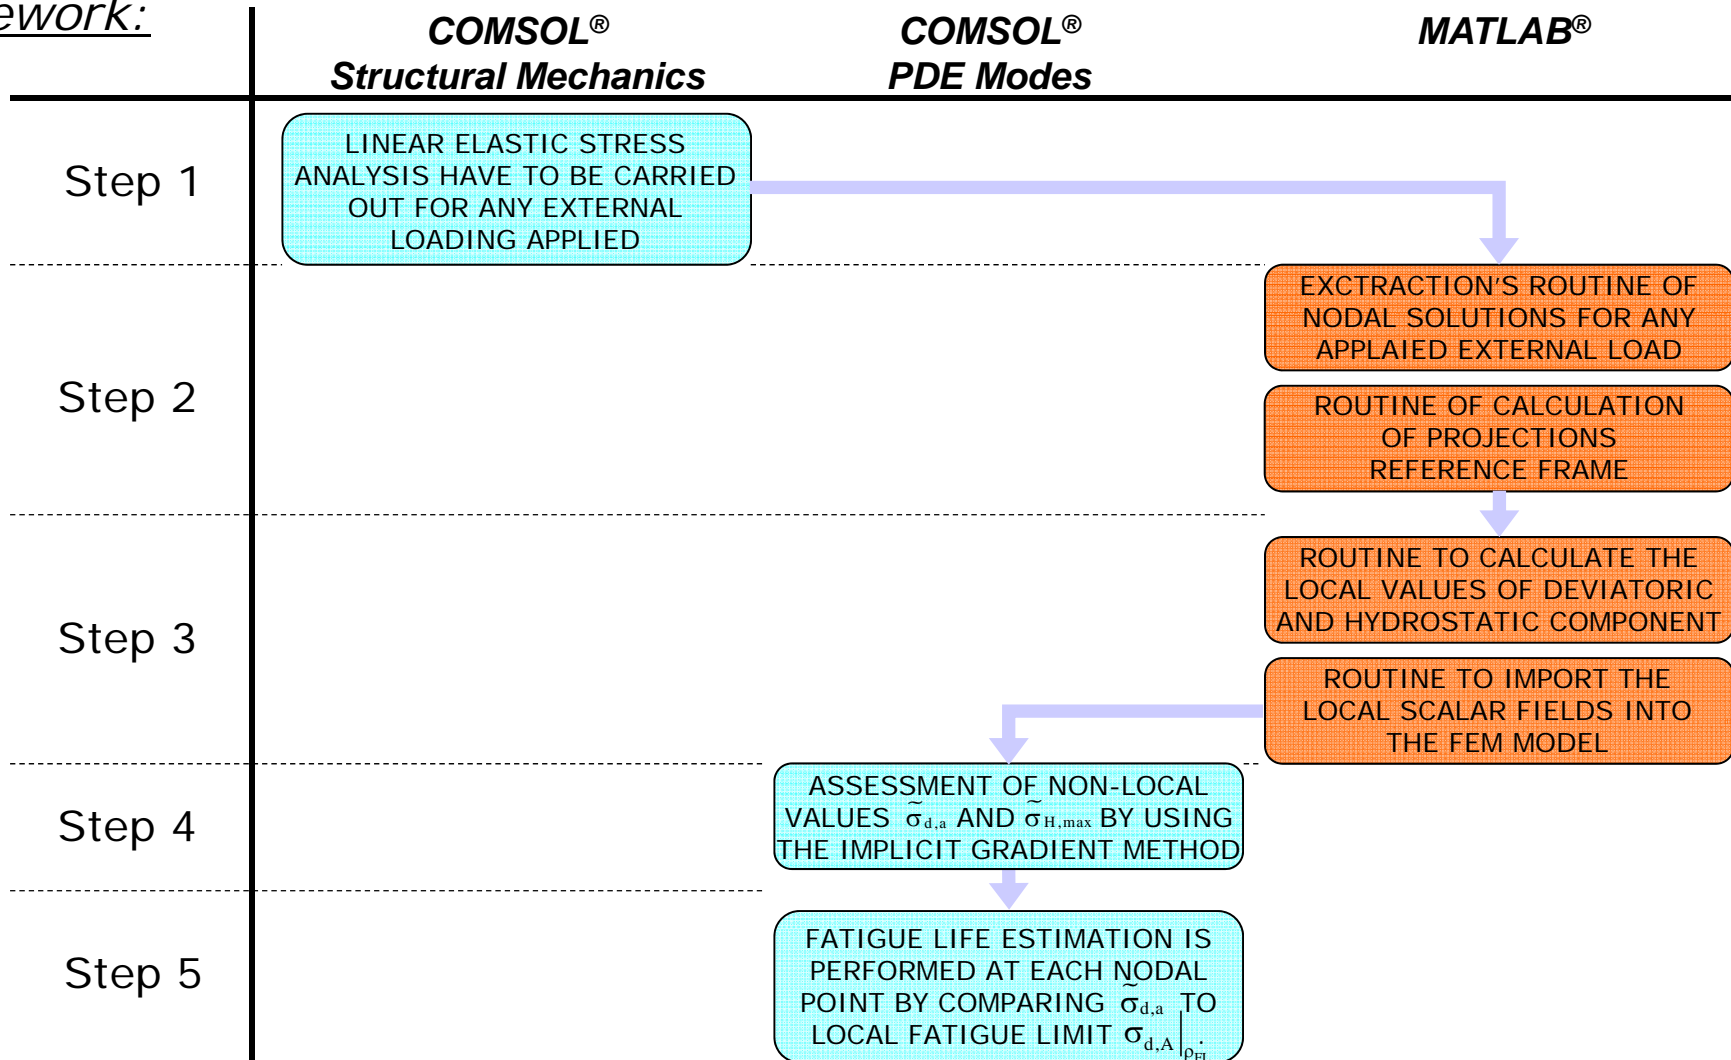 ework:
COMSOL®
Structural Mechanics
COMSOL®
PDE Modes
MATLAB®
Step 1
LINEAR ELASTIC STRESS
ANALYSIS HAVE TO BE CARRIED
OUT FOR ANY EXTERNAL
LOADING APPLIED
Step 2
EXCTRACTION'S ROUTINE OF
NODAL SOLUTIONS FOR ANY
APPLAIED EXTERNAL LOAD
ROUTINE OF CALCULATION
OF PROJECTIONS
REFERENCE FRAME
Step 3
ROUTINE TO CALCULATE THE
LOCAL VALUES OF DEVIATORIC
AND HYDROSTATIC COMPONENT
ROUTINE TO IMPORT THE
LOCAL SCALAR FIELDS INTO
THE FEM MODEL
Step 4
ASSESSMENT OF NON-LOCAL
VALUES σ̃d,a AND σ̃H,max BY USING
THE IMPLICIT GRADIENT METHOD
Step 5
FATIGUE LIFE ESTIMATION IS
PERFORMED AT EACH NODAL
POINT BY COMPARING σ̃d,a TO
LOCAL FATIGUE LIMIT σd,A|